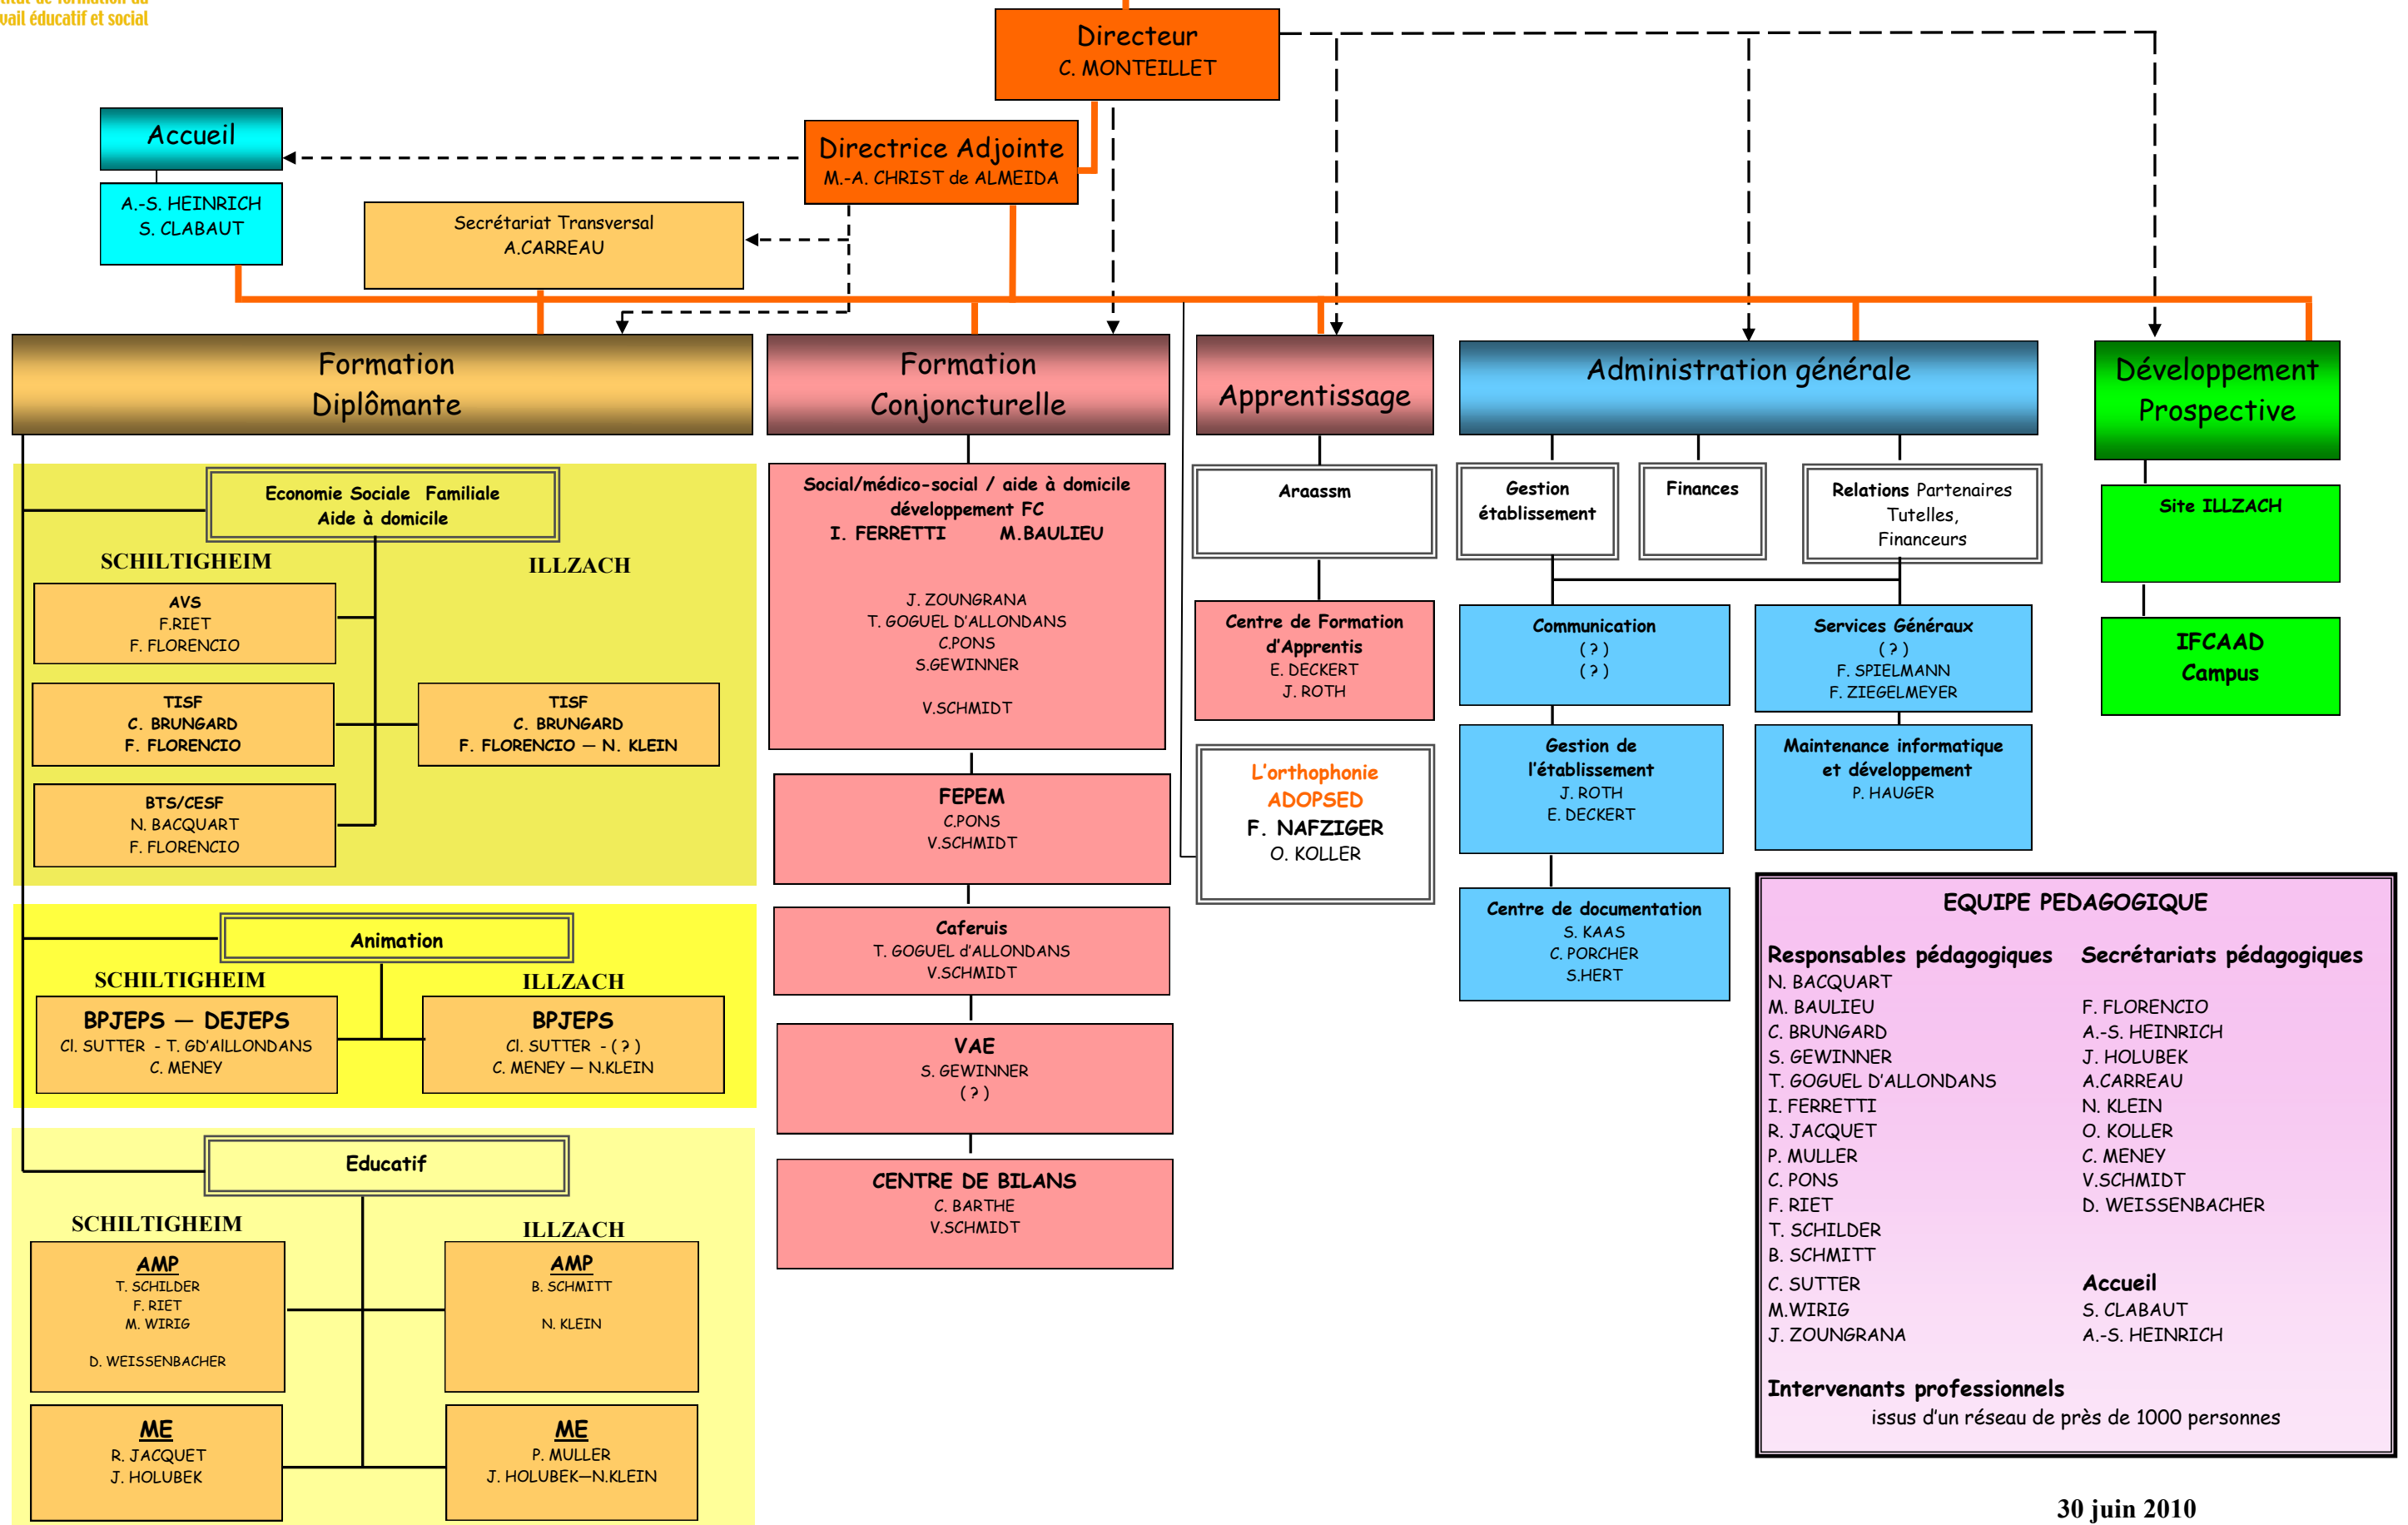 travail éducatif et social
Directeur
C. MONTEILLET
Accueil
A.-S. HEINRICH
S. CLABAUT
Directrice Adjointe
M.-A. CHRIST de ALMEIDA
Secrétariat Transversal
A.CARREAU
Formation
Diplômante
Economie Sociale  Familiale
Aide à domicile
SCHILTIGHEIM
ILLZACH
AVS
F.RIET
F. FLORENCIO
TISF
C. BRUNGARD
F. FLORENCIO
TISF
C. BRUNGARD
F. FLORENCIO — N. KLEIN
BTS/CESF
N. BACQUART
F. FLORENCIO
Animation
SCHILTIGHEIM
ILLZACH
BPJEPS — DEJEPS
Cl. SUTTER - T. GD'AlLLONDANS
C. MENEY
BPJEPS
Cl. SUTTER - ( ? )
C. MENEY — N.KLEIN
Educatif
SCHILTIGHEIM
ILLZACH
AMP
T. SCHILDER
F. RIET
M. WIRIG
D. WEISSENBACHER
AMP
B. SCHMITT
N. KLEIN
ME
R. JACQUET
J. HOLUBEK
ME
P. MULLER
J. HOLUBEK—N.KLEIN
Formation
Conjoncturelle
Social/médico-social / aide à domicile
développement FC
I. FERRETTI M.BAULIEU
J. ZOUNGRANA
T. GOGUEL D'ALLONDANS
C.PONS
S.GEWINNER
V.SCHMIDT
FEPEM
C.PONS
V.SCHMIDT
Caferuis
T. GOGUEL d'ALLONDANS
V.SCHMIDT
VAE
S. GEWINNER
( ? )
CENTRE DE BILANS
C. BARTHE
V.SCHMIDT
Apprentissage
Araassm
Centre de Formation
d'Apprentis
E. DECKERT
J. ROTH
L'orthophonie
ADOPSED
F. NAFZIGER
O. KOLLER
Administration générale
Gestion
établissement
Finances
Relations Partenaires
Tutelles,
Financeurs
Communication
( ? )
( ? )
Services Généraux
( ? )
F. SPIELMANN
F. ZIEGELMEYER
Gestion de
l'établissement
J. ROTH
E. DECKERT
Maintenance informatique
et développement
P. HAUGER
Centre de documentation
S. KAAS
C. PORCHER
S.HERT
Développement
Prospective
Site ILLZACH
IFCAAD
Campus
EQUIPE PEDAGOGIQUE
Responsables pédagogiques
N. BACQUART
M. BAULIEU
C. BRUNGARD
S. GEWINNER
T. GOGUEL D'ALLONDANS
I. FERRETTI
R. JACQUET
P. MULLER
C. PONS
F. RIET
T. SCHILDER
B. SCHMITT
C. SUTTER
M.WIRIG
J. ZOUNGRANA
Secrétariats pédagogiques
F. FLORENCIO
A.-S. HEINRICH
J. HOLUBEK
A.CARREAU
N. KLEIN
O. KOLLER
C. MENEY
V.SCHMIDT
D. WEISSENBACHER
Accueil
S. CLABAUT
A.-S. HEINRICH
Intervenants professionnels
issus d'un réseau de près de 1000 personnes
30 juin 2010